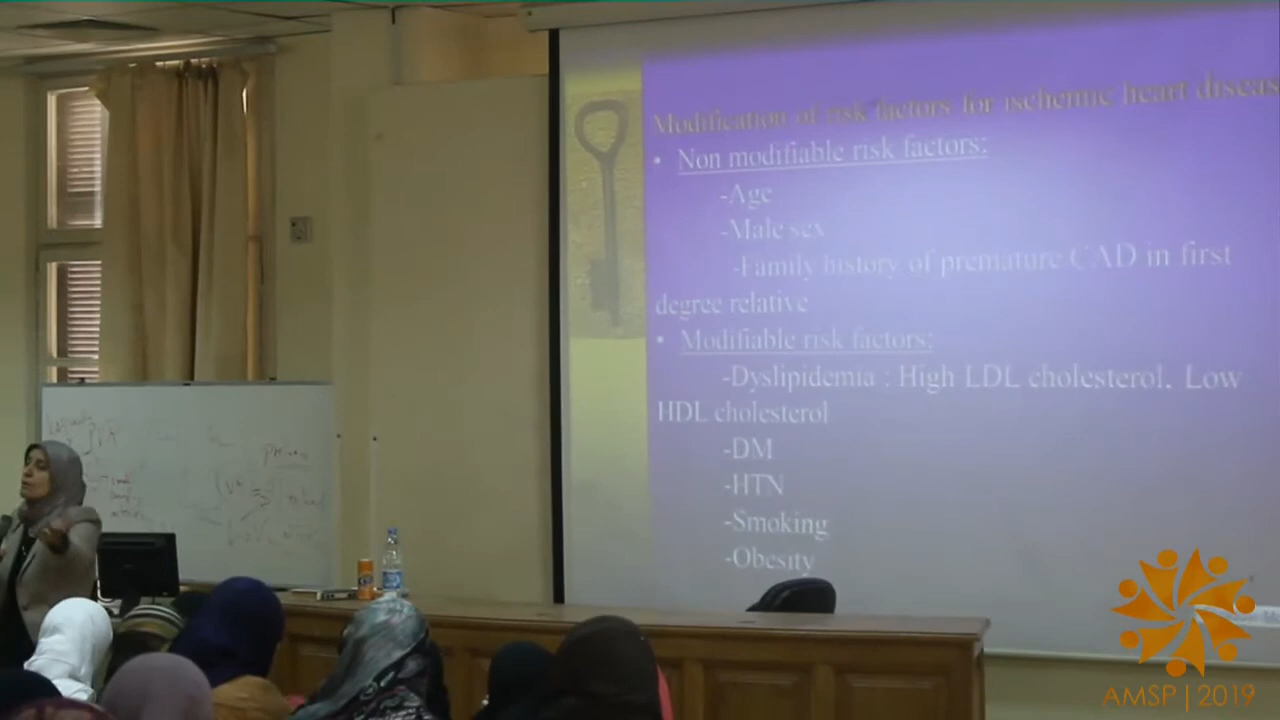 Modification of risk factors for ischemic heart diseas
• Non modifiable risk factors:
-Age
-Male sex
-Family history of premature CAD in first
degree relative
• Modifiable risk factors:
-Dyslipidemia : High LDL cholesterol. Low
HDL cholesterol
-DM
-HTN
-Smoking
-Obesity
AMSP | 2019